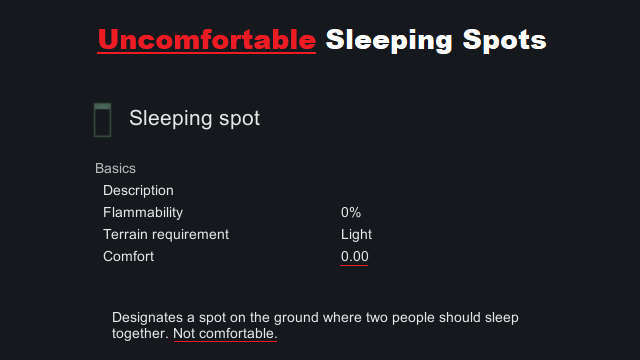 Uncomfortable Sleeping Spots
Sleeping spot
Basics
Description
Flammability 0%
Terrain requirement Light
Comfort 0.00
Designates a spot on the ground where two people should sleep
together. Not comfortable.